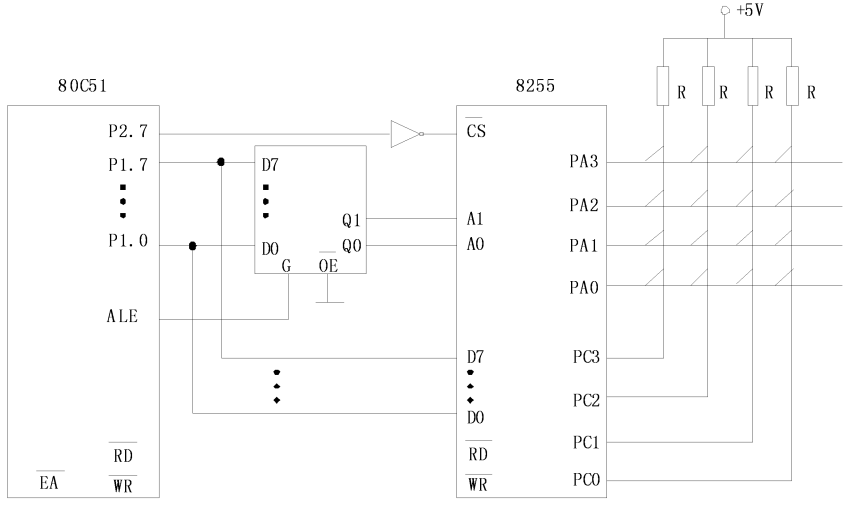 +5V
80C51
8255
R
R
R
R
P2.7
CS
P1.7
D7
PA3
PA2
Q1
A1
P1.0
D0
Q0
A0
PA1
G
OE
PA0
ALE
D7
PC3
PC2
D0
PC1
RD
RD
EA
WR
WR
PC0